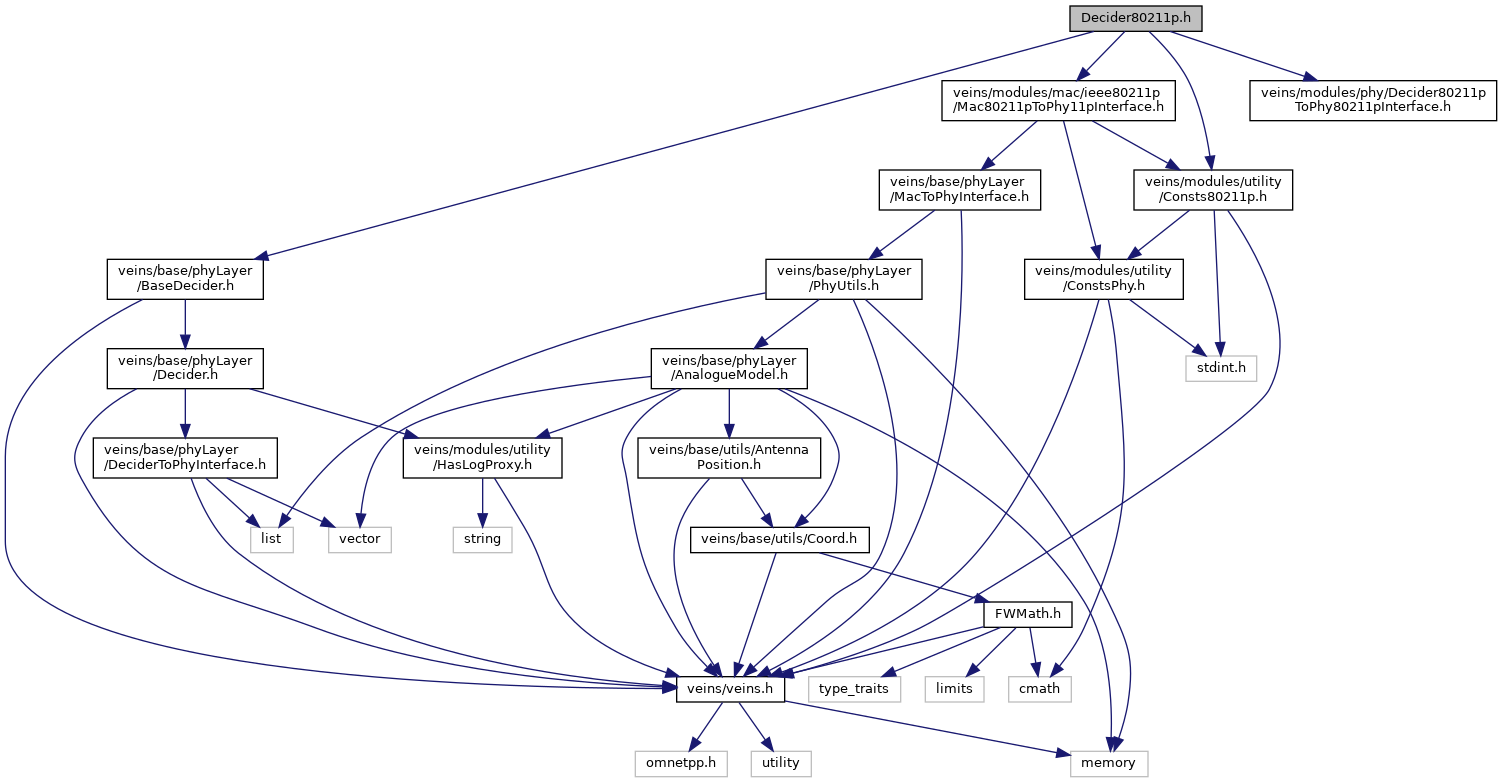 Decider80211p.h
veins/modules/mac/ieee80211p
/Mac80211pToPhy11pInterface.h
veins/modules/phy/Decider80211p
ToPhy80211pInterface.h
veins/base/phyLayer
/MacToPhyInterface.h
veins/modules/utility
/Consts80211p.h
veins/base/phyLayer
/BaseDecider.h
veins/base/phyLayer
/PhyUtils.h
veins/modules/utility
/ConstsPhy.h
veins/base/phyLayer
/Decider.h
veins/base/phyLayer
/AnalogueModel.h
stdint.h
veins/base/phyLayer
/DeciderToPhyInterface.h
veins/modules/utility
/HasLogProxy.h
veins/base/utils/Antenna
Position.h
list
vector
string
veins/base/utils/Coord.h
FWMath.h
veins/veins.h
type_traits
limits
cmath
omnetpp.h
utility
memory